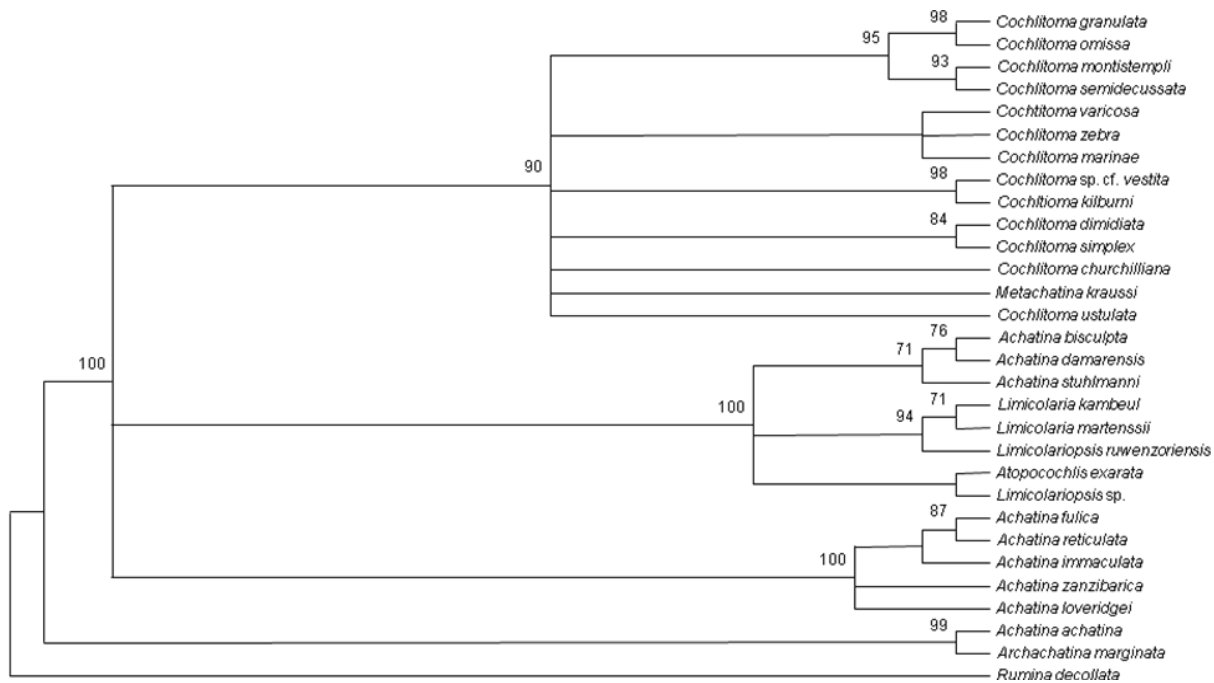 98
Cochlitoma granulata
95
Cochlitoma omissa
93
Cochlitoma montistempli
Cochlitoma semidecussata
Cochtitoma varicosa
Cochlitoma zebra
90
Cochlitoma marinae
98
Cochlitoma sp. cf. vestita
Cochltioma kilburni
84
Cochlitoma dimidiata
Cochlitoma simplex
Cochlitoma churchilliana
Metachatina kraussi
Cochlitoma ustulata
76
Achatina bisculpta
100
71
Achatina damarensis
Achatina stuhlmanni
100
71
Limicolaria kambeul
94
Limicolaria martenssii
Limicolariopsis ruwenzoriensis
Atopocochlis exarata
Limicolariopsis sp.
87
Achatina fulica
Achatina reticulata
100
Achatina immaculata
Achatina zanzibarica
Achatina loveridgei
99
Achatina achatina
Archachatina marginata
Rumina decollata